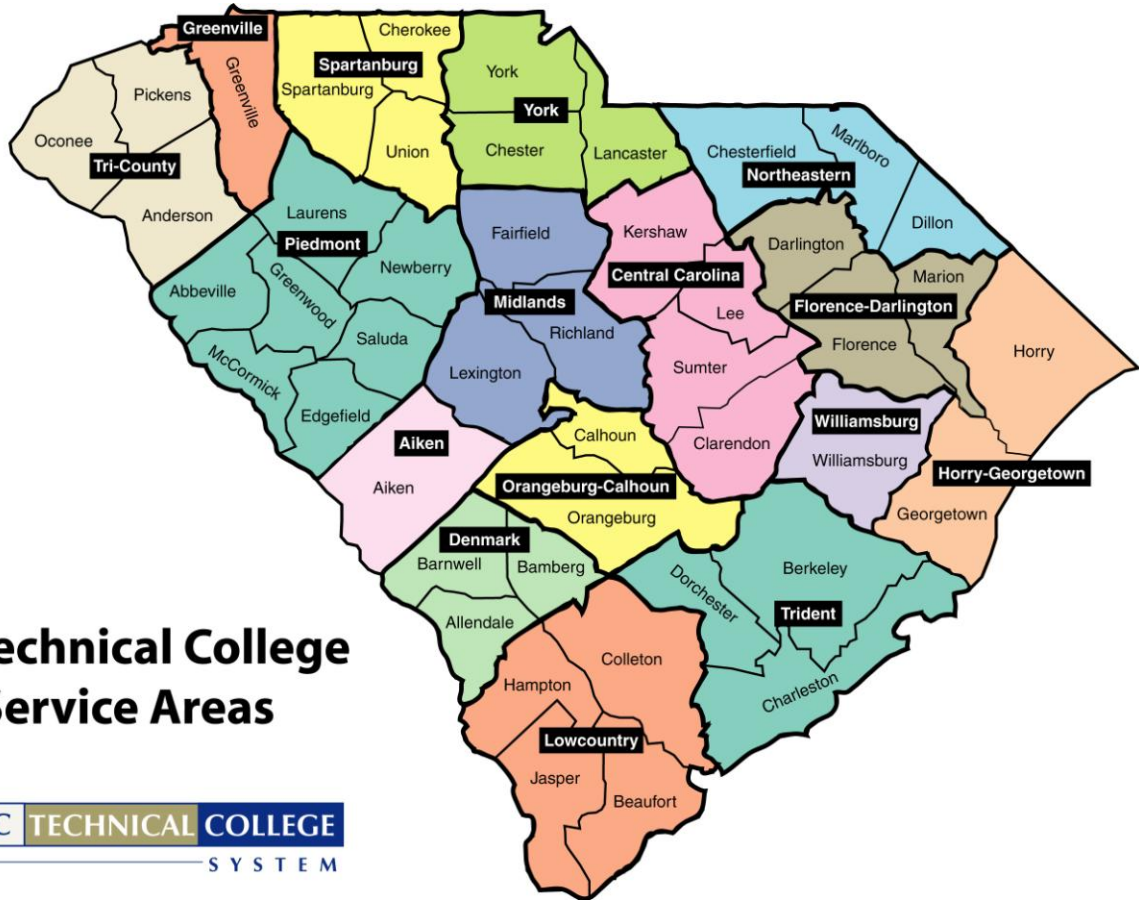 Greenville
Cherokee
Spartanburg
York
Pickens
Greenville
Spartanburg
York
Oconee
Union
Chester
Lancaster
Chesterfield
Marlboro
Tri-County
Northeastern
Anderson
Laurens
Dillon
Piedmont
Fairfield
Kershaw
Darlington
Newberry
Central Carolina
Marion
Abbeville
Greenwood
Midlands
Lee
Florence-Darlington
Saluda
Richland
Florence
Horry
McCormick
Lexington
Sumter
Edgefield
Calhoun
Clarendon
Williamsburg
Aiken
Williamsburg
Horry-Georgetown
Aiken
Orangeburg-Calhoun
Orangeburg
Georgetown
Denmark
Barnwell
Bamberg
Berkeley
Dorchester
Allendale
Trident
Colleton
Hampton
Charleston
Lowcountry
Jasper
Beaufort
echnical College
Service Areas
C TECHNICAL COLLEGE
SYSTEM